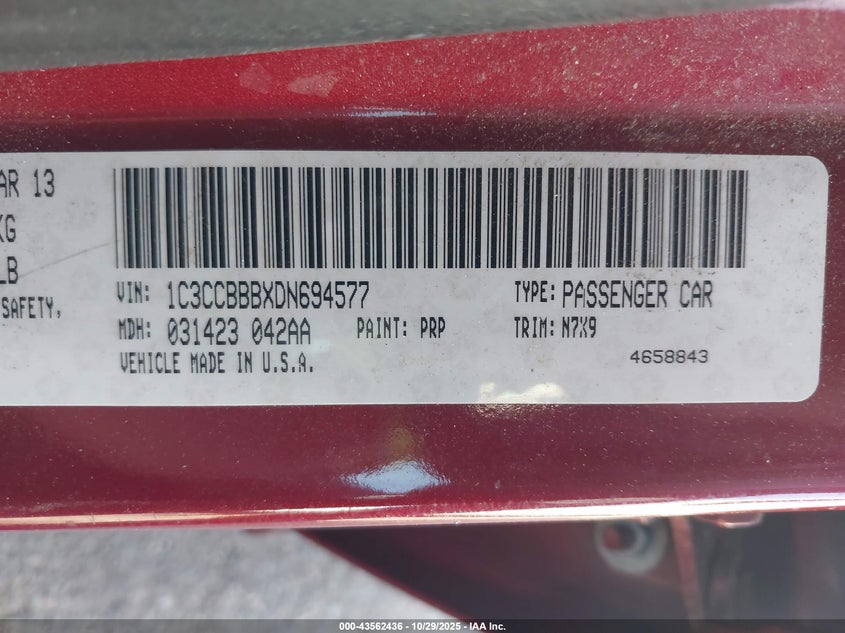 AR 13
KG
LB
SAFETY,
VIN: 1C3CCBBBXDN694577 TYPE: PASSENGER CAR
MDH: 031423 042AA PAINT: PRP TRIM: N7X9
VEHICLE MADE IN U.S.A.
4658843
000-43562436 - 10/29/2025 - IAA Inc.